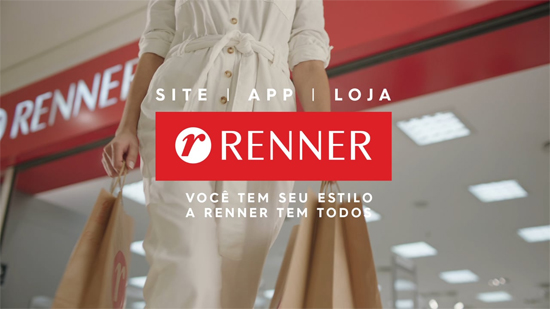 SITE | APP | LOJA
RENNER
r RENNER
VOCÊ TEM SEU ESTILO
A RENNER TEM TODOS
r